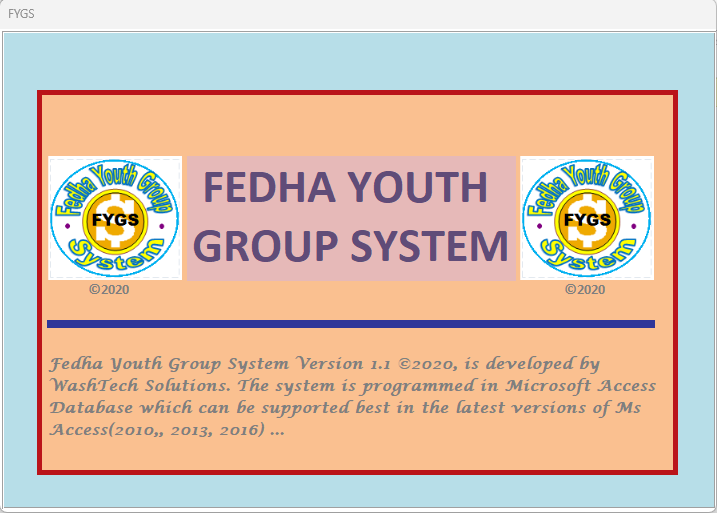 FYGS
Fedha Youth Group
FYGS
System
©2020
FEDHA YOUTH
GROUP SYSTEM
Fedha Youth Group
FYGS
System
©2020
Fedha Youth Group System Version 1.1 ©2020, is developed by
WashTech Solutions. The system is programmed in Microsoft Access
Database which can be supported best in the latest versions of Ms
Access(2010,, 2013, 2016) ...